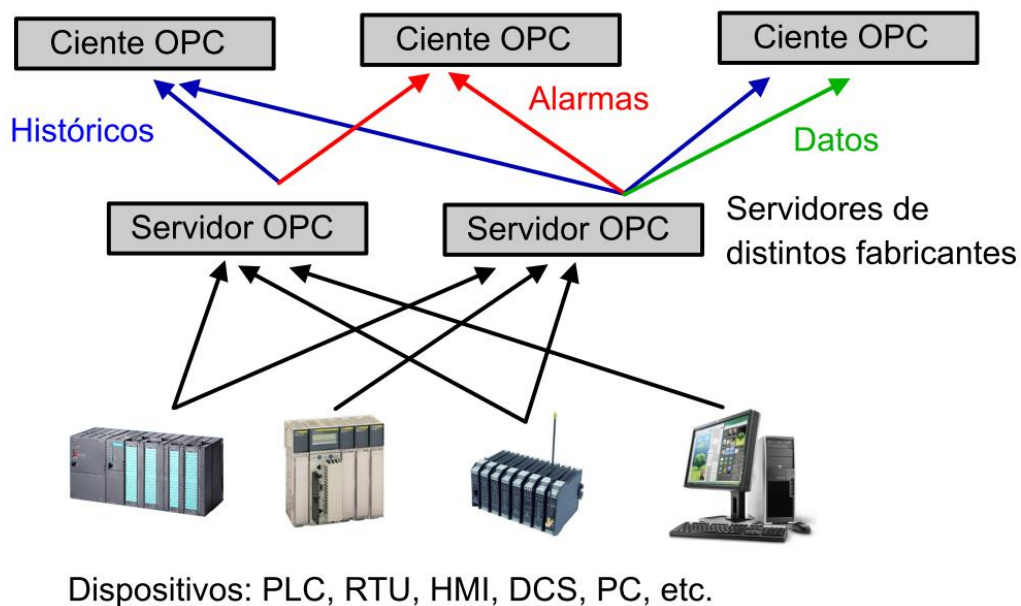 Ciente OPC
Ciente OPC
Ciente OPC
Históricos
Alarmas
Datos
Servidor OPC
Servidor OPC
Servidores de
distintos fabricantes
Dispositivos: PLC, RTU, HMI, DCS, PC, etc.